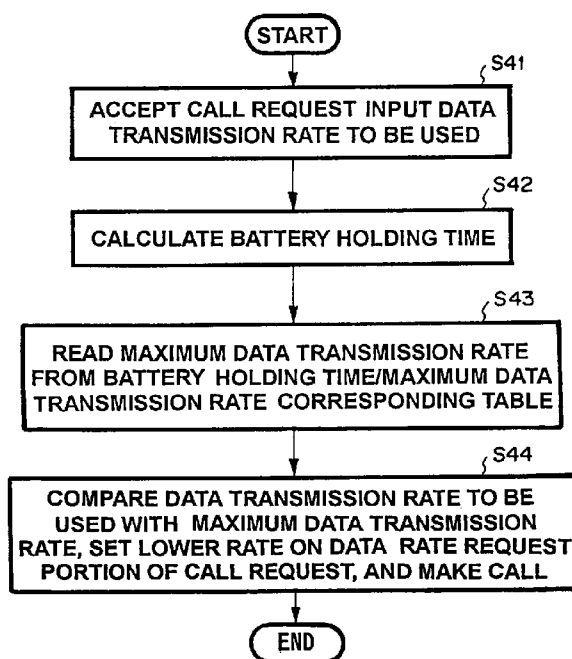 START
S41
ACCEPT CALL REQUEST INPUT DATA
TRANSMISSION RATE TO BE USED
S42
CALCULATE BATTERY HOLDING TIME
S43
READ MAXIMUM DATA TRANSMISSION RATE
FROM BATTERY HOLDING TIME/MAXIMUM DATA
TRANSMISSION RATE CORRESPONDING TABLE
S44
COMPARE DATA TRANSMISSION RATE TO BE
USED WITH MAXIMUM DATA TRANSMISSION
RATE, SET LOWER RATE ON DATA RATE REQUEST
PORTION OF CALL REQUEST, AND MAKE CALL
END